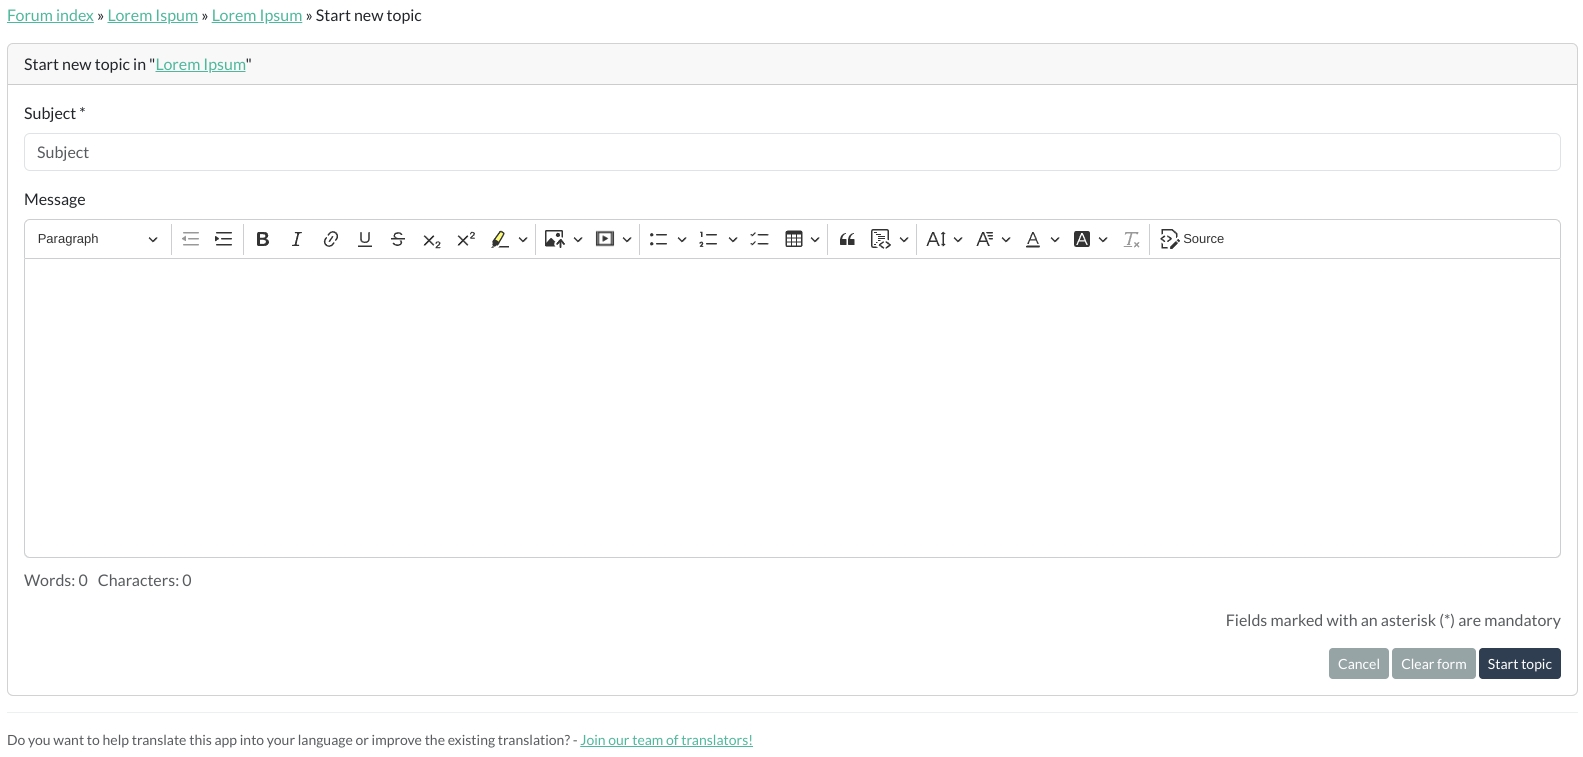 Forum index » Lorem Ispum » Lorem Ipsum » Start new topic
Start new topic in "Lorem Ipsum"
Subject *
Subject
Message
Paragraph
Source
Words: 0 Characters: 0
Fields marked with an asterisk (*) are mandatory
Cancel Clear form Start topic
Do you want to help translate this app into your language or improve the existing translation? - Join our team of translators!